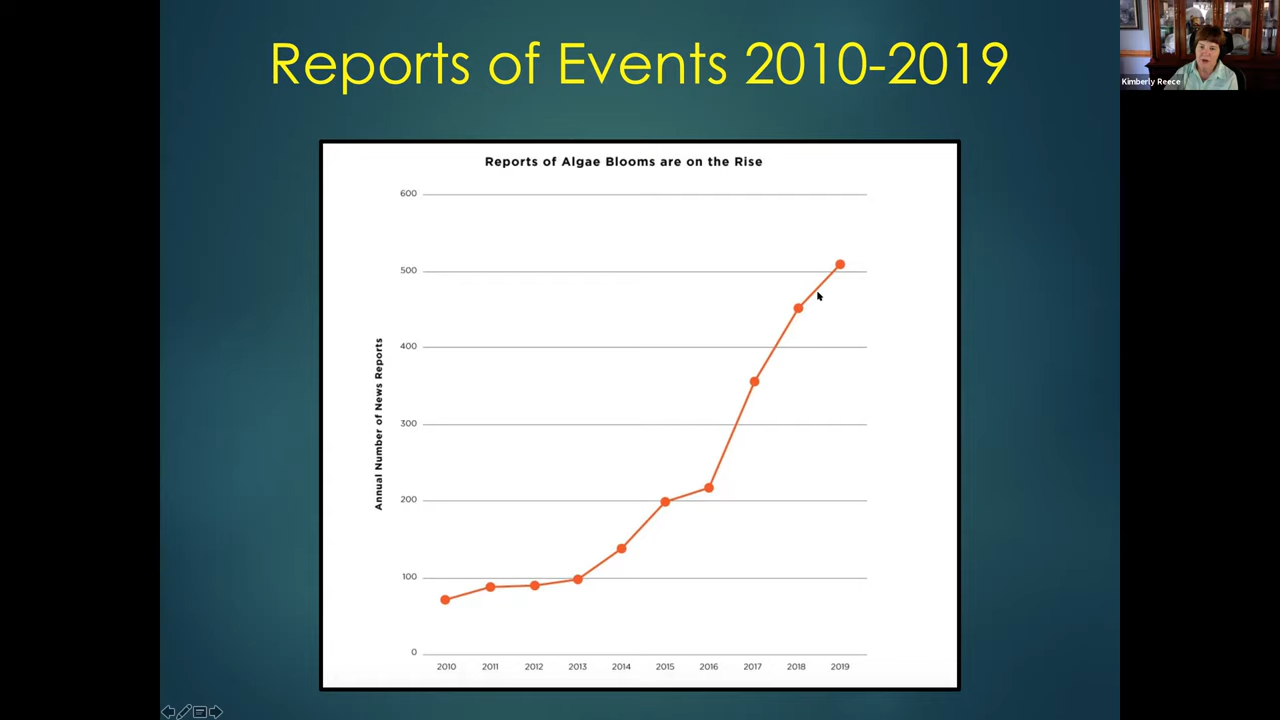 Reports of Events 2010-2019
Kimberly Reece
Reports of Algae Blooms are on the Rise
600
500
400
300
200
100
0
Annual Number of News Reports
2010 2011 2012 2013 2014 2015 2016 2017 2018 2019